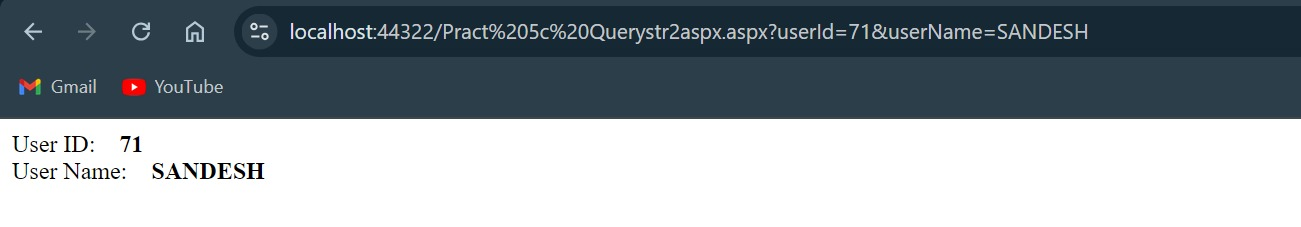 localhost:44322/Pract%205c%20Querystr2aspx.aspx?userId=71&userName=SANDESH
Gmail YouTube
User ID: 71
User Name: SANDESH